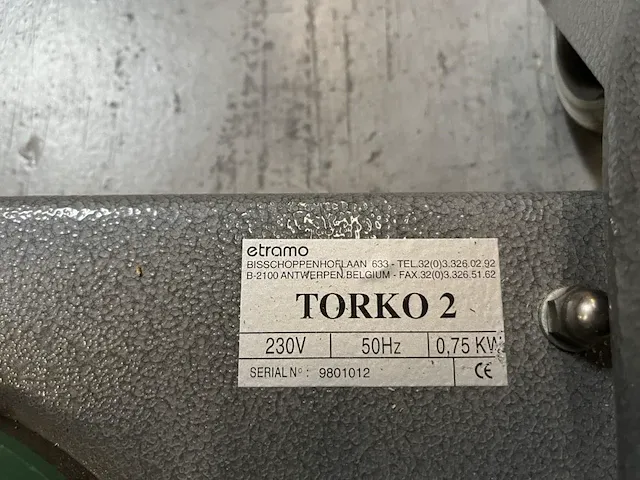 etramo
BISSCHOPPENHOFLAAN 633 - TEL.32(0)3.326.02.92
B-2100 ANTWERPEN.BELGIUM - FAX.32(0)3.326.51.62
TORKO 2
230V 50Hz 0,75 KW
SERIAL N° : 9801012 CE